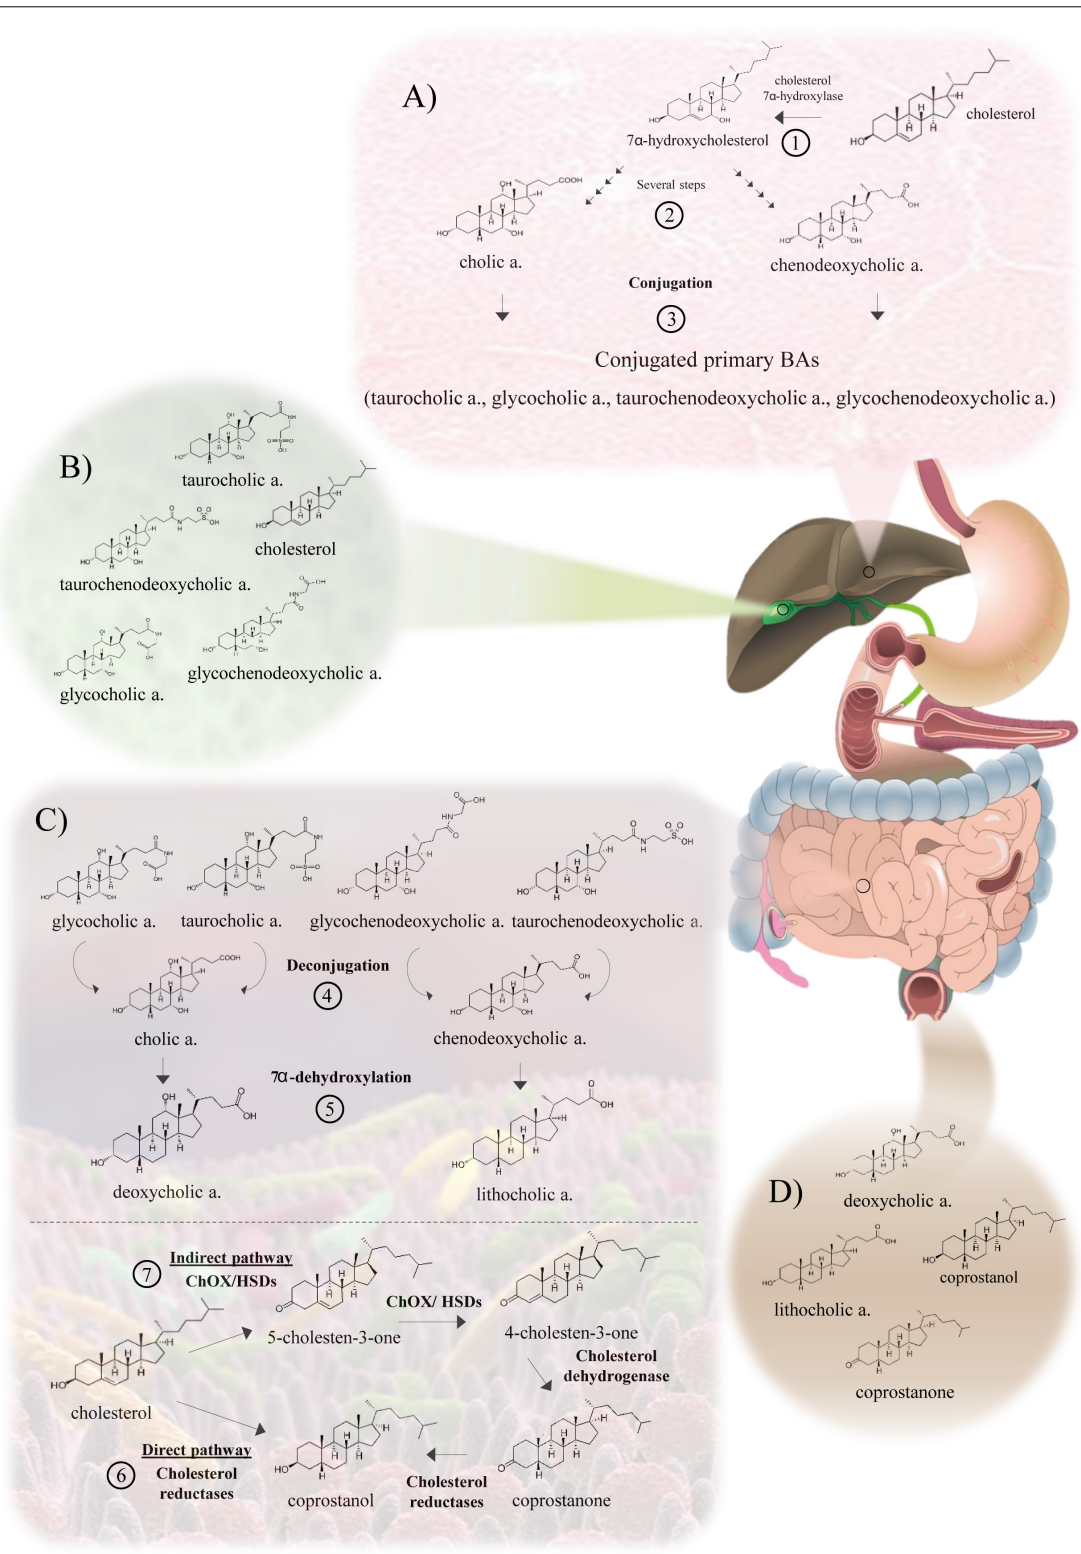 A)
cholesterol
7α-hydroxylase
cholesterol
7α-hydroxycholesterol
1
Several steps
2
cholic a.
chenodeoxycholic a.
Conjugation
3
Conjugated primary BAs
(taurocholic a., glycocholic a., taurochenodeoxycholic a., glycochenodeoxycholic a.)
B)
taurocholic a.
cholesterol
taurochenodeoxycholic a.
glycochenodeoxycholic a.
glycocholic a.
C)
glycocholic a.
taurocholic a.
glycochenodeoxycholic a.
taurochenodeoxycholic a.
Deconjugation
4
cholic a.
chenodeoxycholic a.
7α-dehydroxylation
5
deoxycholic a.
lithocholic a.
7
Indirect pathway
ChOX/HSDs
5-cholesten-3-one
ChOX/ HSDs
4-cholesten-3-one
Cholesterol
dehydrogenase
cholesterol
Direct pathway
6
Cholesterol
reductases
coprostanol
Cholesterol
reductases
coprostanone
D)
deoxycholic a.
coprostanol
lithocholic a.
coprostanone